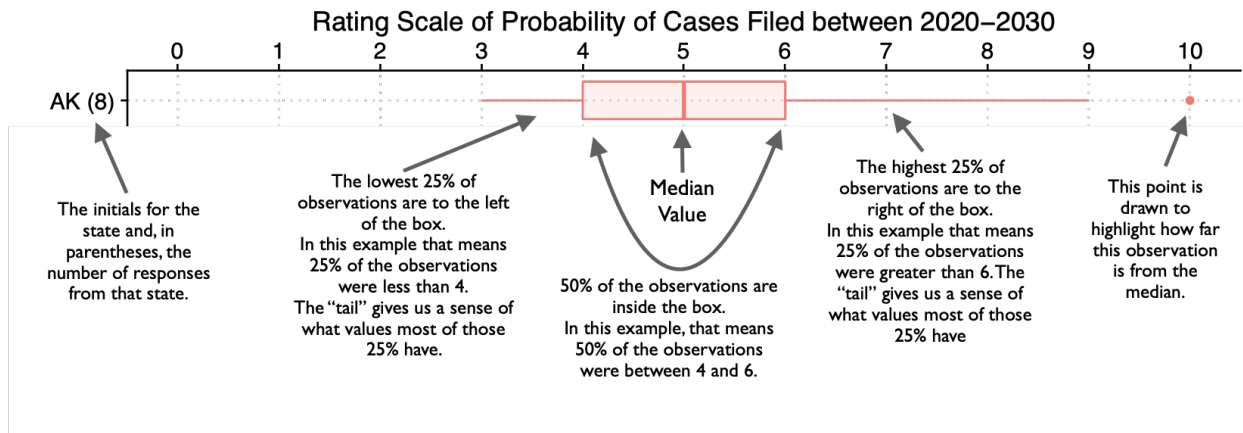 Rating Scale of Probability of Cases Filed between 2020–2030
0 1 2 3 4 5 6 7 8 9 10
AK (8)
The initials for the
state and, in
parentheses, the
number of responses
from that state.
The lowest 25% of
observations are to the left
of the box.
In this example that means
25% of the observations
were less than 4.
The “tail” gives us a sense of
what values most of those
25% have.
Median
Value
50% of the observations are
inside the box.
In this example, that means
50% of the observations
were between 4 and 6.
The highest 25% of
observations are to the
right of the box.
In this example that means
25% of the observations
were greater than 6. The
“tail” gives us a sense of
what values most of those
25% have
This point is
drawn to
highlight how far
this observation
is from the
median.